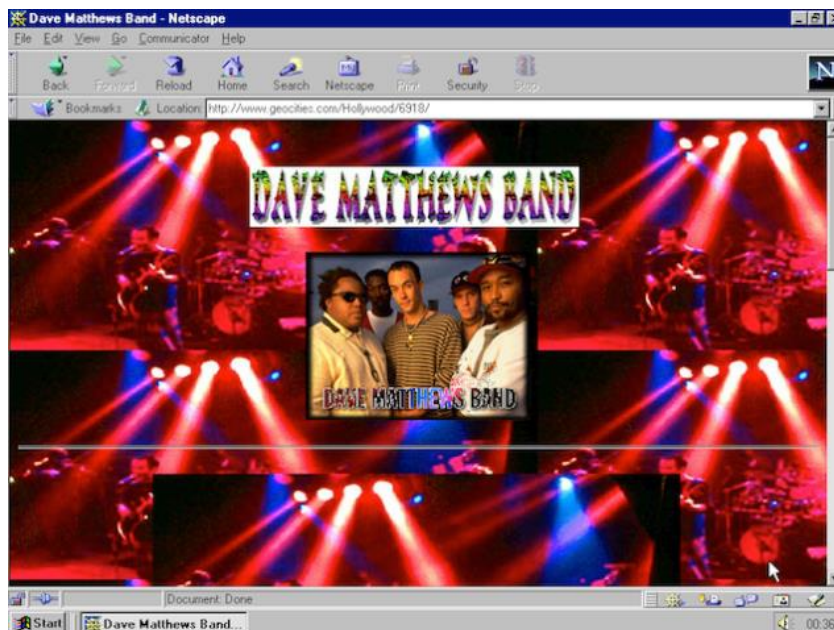 Dave Matthews Band - Netscape
File Edit View Go Communicator Help
Back Forward Reload Home Search Netscape Print Security Stop
N
Bookmarks Location: http://www.geocities.com/Hollywood/6918/
DAVE MATTHEWS BAND
DAVE MATTHEWS BAND
Document: Done
Start Dave Matthews Band... 00:36